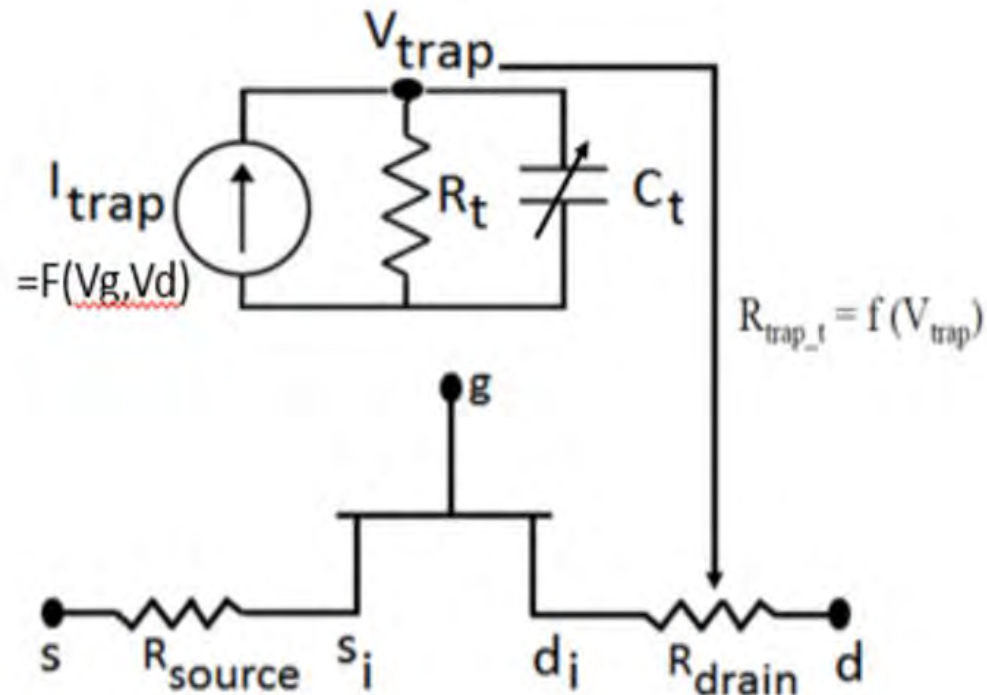 Vtrap
Itrap
=F(Vg,Vd)
Rt
Ct
Rtrap_t = f (Vtrap)
g
s
Rsource
si
di
Rdrain
d